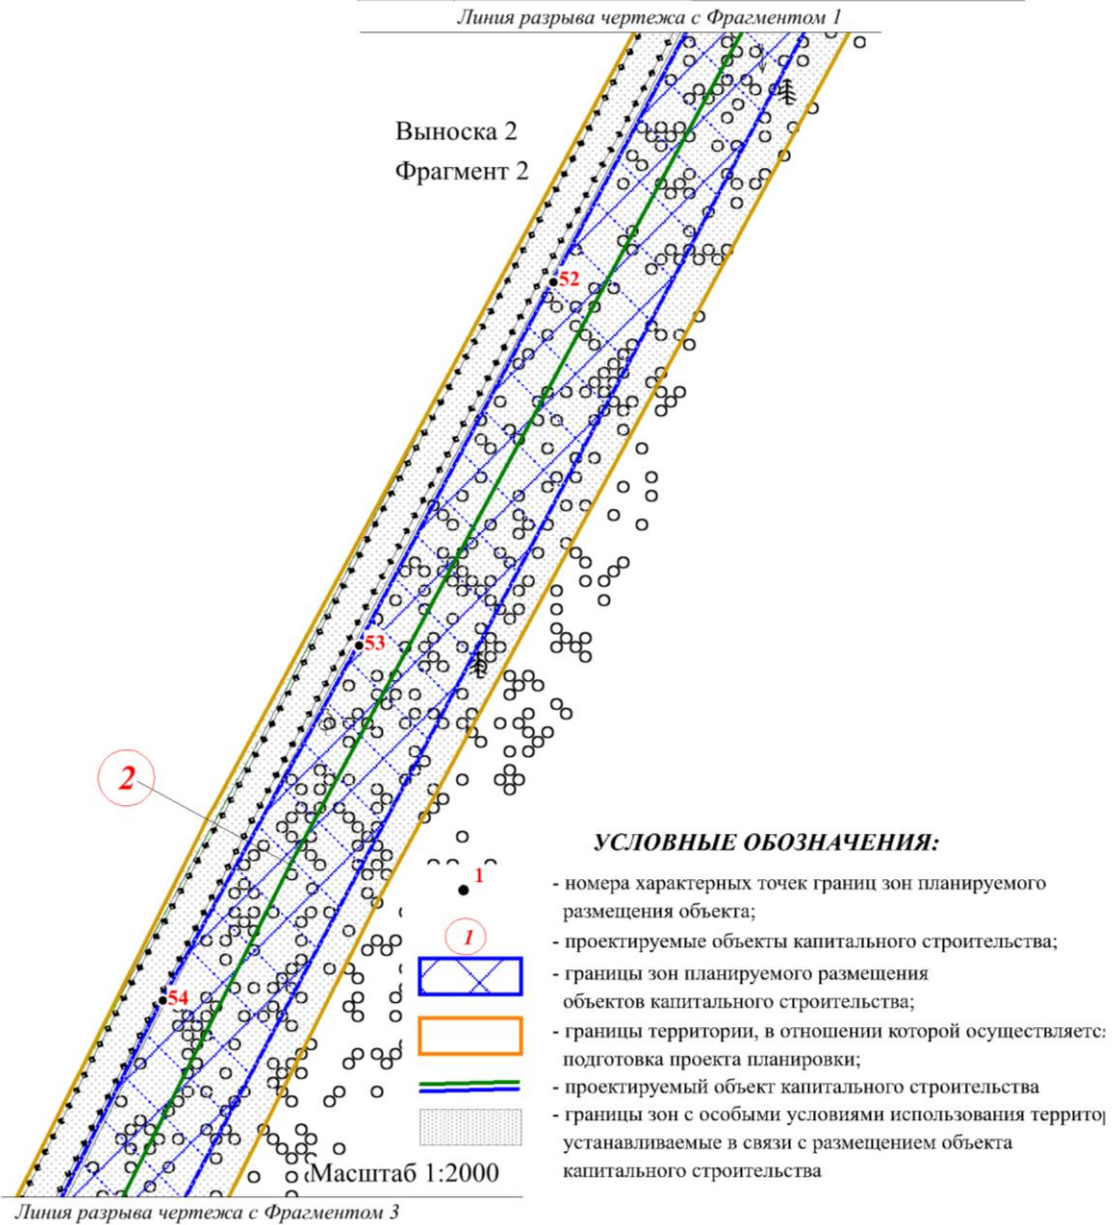 Линия разрыва чертежа с Фрагментом 1
Выноска 2
Фрагмент 2
52
53
2
54
УСЛОВНЫЕ ОБОЗНАЧЕНИЯ:
1
- номера характерных точек границ зон планируемого
размещения объекта;
1
- проектируемые объекты капитального строительства;
- границы зон планируемого размещения
объектов капитального строительства;
- границы территории, в отношении которой осуществляетс
подготовка проекта планировки;
- проектируемый объект капитального строительства
- границы зон с особыми условиями использования террито
устанавливаемые в связи с размещением объекта
капитального строительства
Масштаб 1:2000
Линия разрыва чертежа с Фрагментом 3